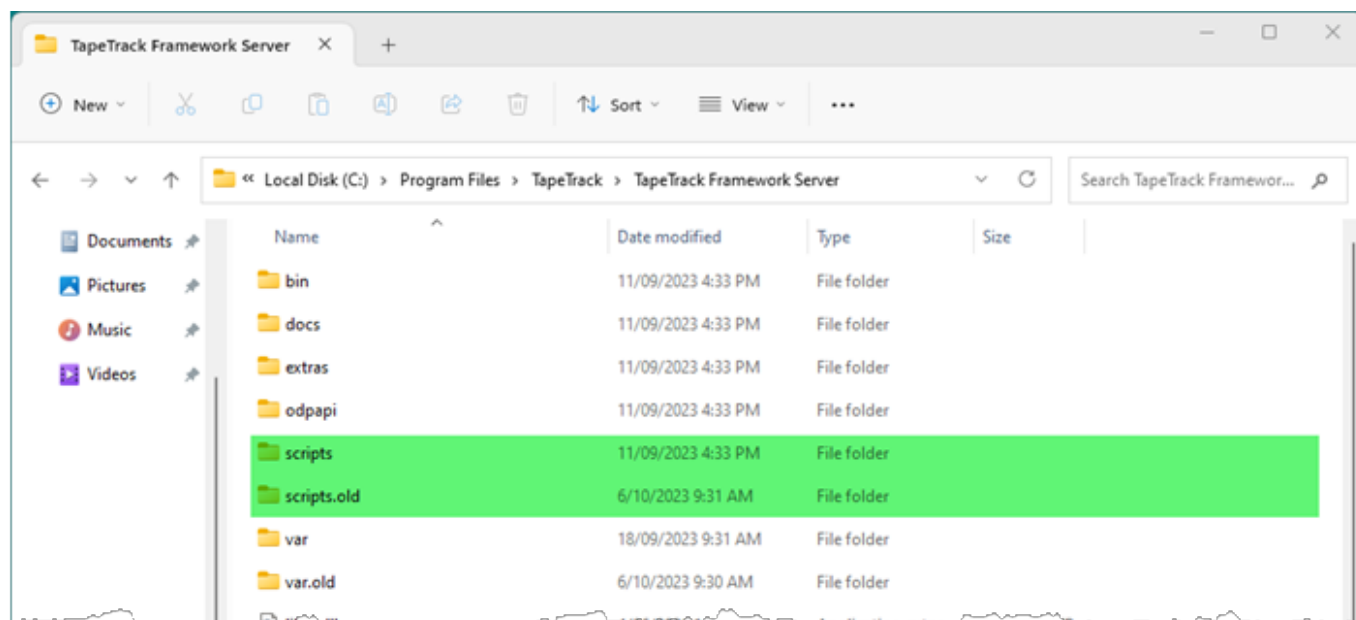 TapeTrack Framework Server
New
Sort
View
« Local Disk (C:) > Program Files > TapeTrack > TapeTrack Framework Server
Search TapeTrack Framewor...
Documents
Pictures
Music
Videos
Name Date modified Type Size
bin 11/09/2023 4:33 PM File folder
docs 11/09/2023 4:33 PM File folder
extras 11/09/2023 4:33 PM File folder
odpapi 11/09/2023 4:33 PM File folder
scripts 11/09/2023 4:33 PM File folder
scripts.old 6/10/2023 9:31 AM File folder
var 18/09/2023 9:31 AM File folder
var.old 6/10/2023 9:30 AM File folder